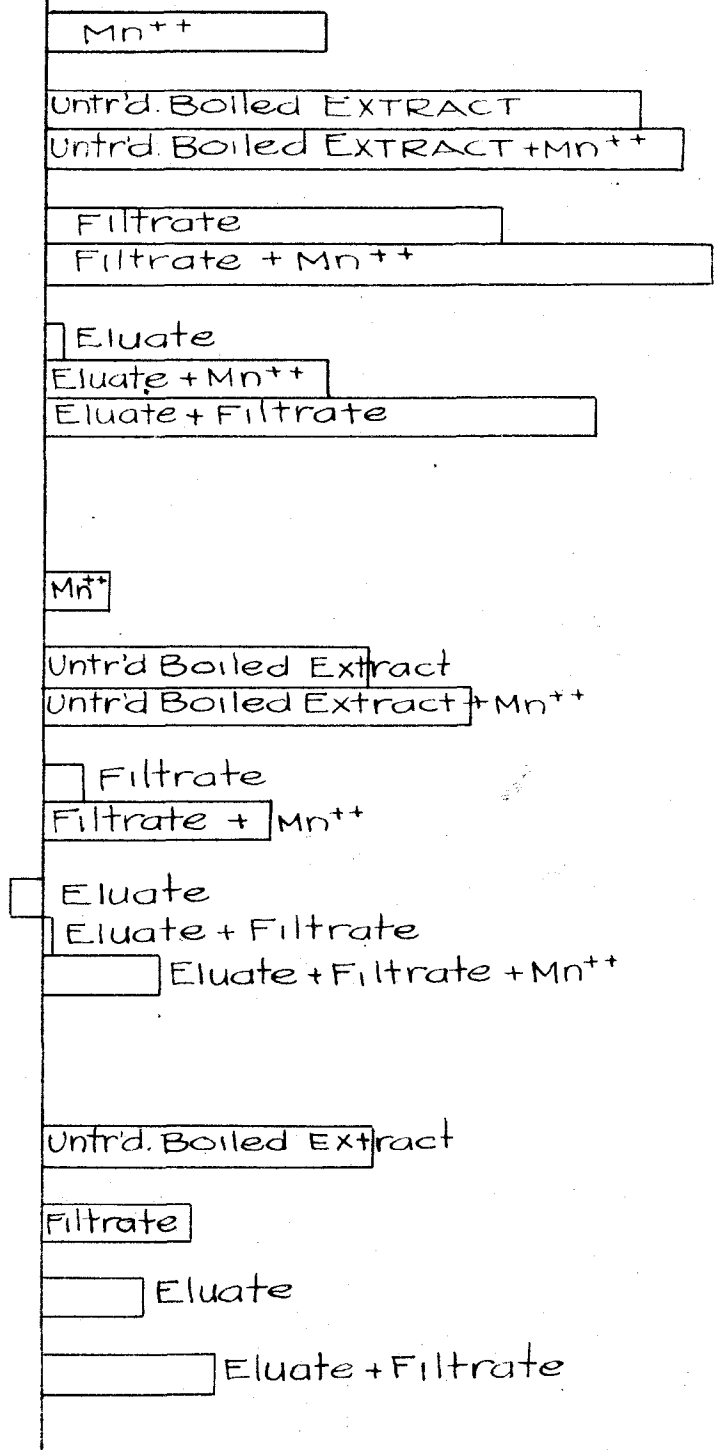 Mn++
Untr'd. Boiled EXTRACT
Untr'd. Boiled EXTRACT +Mn++
Filtrate
Filtrate + Mn++
Eluate
Eluate + Mn++
Eluate + Filtrate
Mn++
Untr'd Boiled Extract
Untr'd Boiled Extract + Mn++
Filtrate
Filtrate + Mn++
Eluate
Eluate + Filtrate
Eluate + Filtrate + Mn++
Untr'd. Boiled Extract
Filtrate
Eluate
Eluate + Filtrate